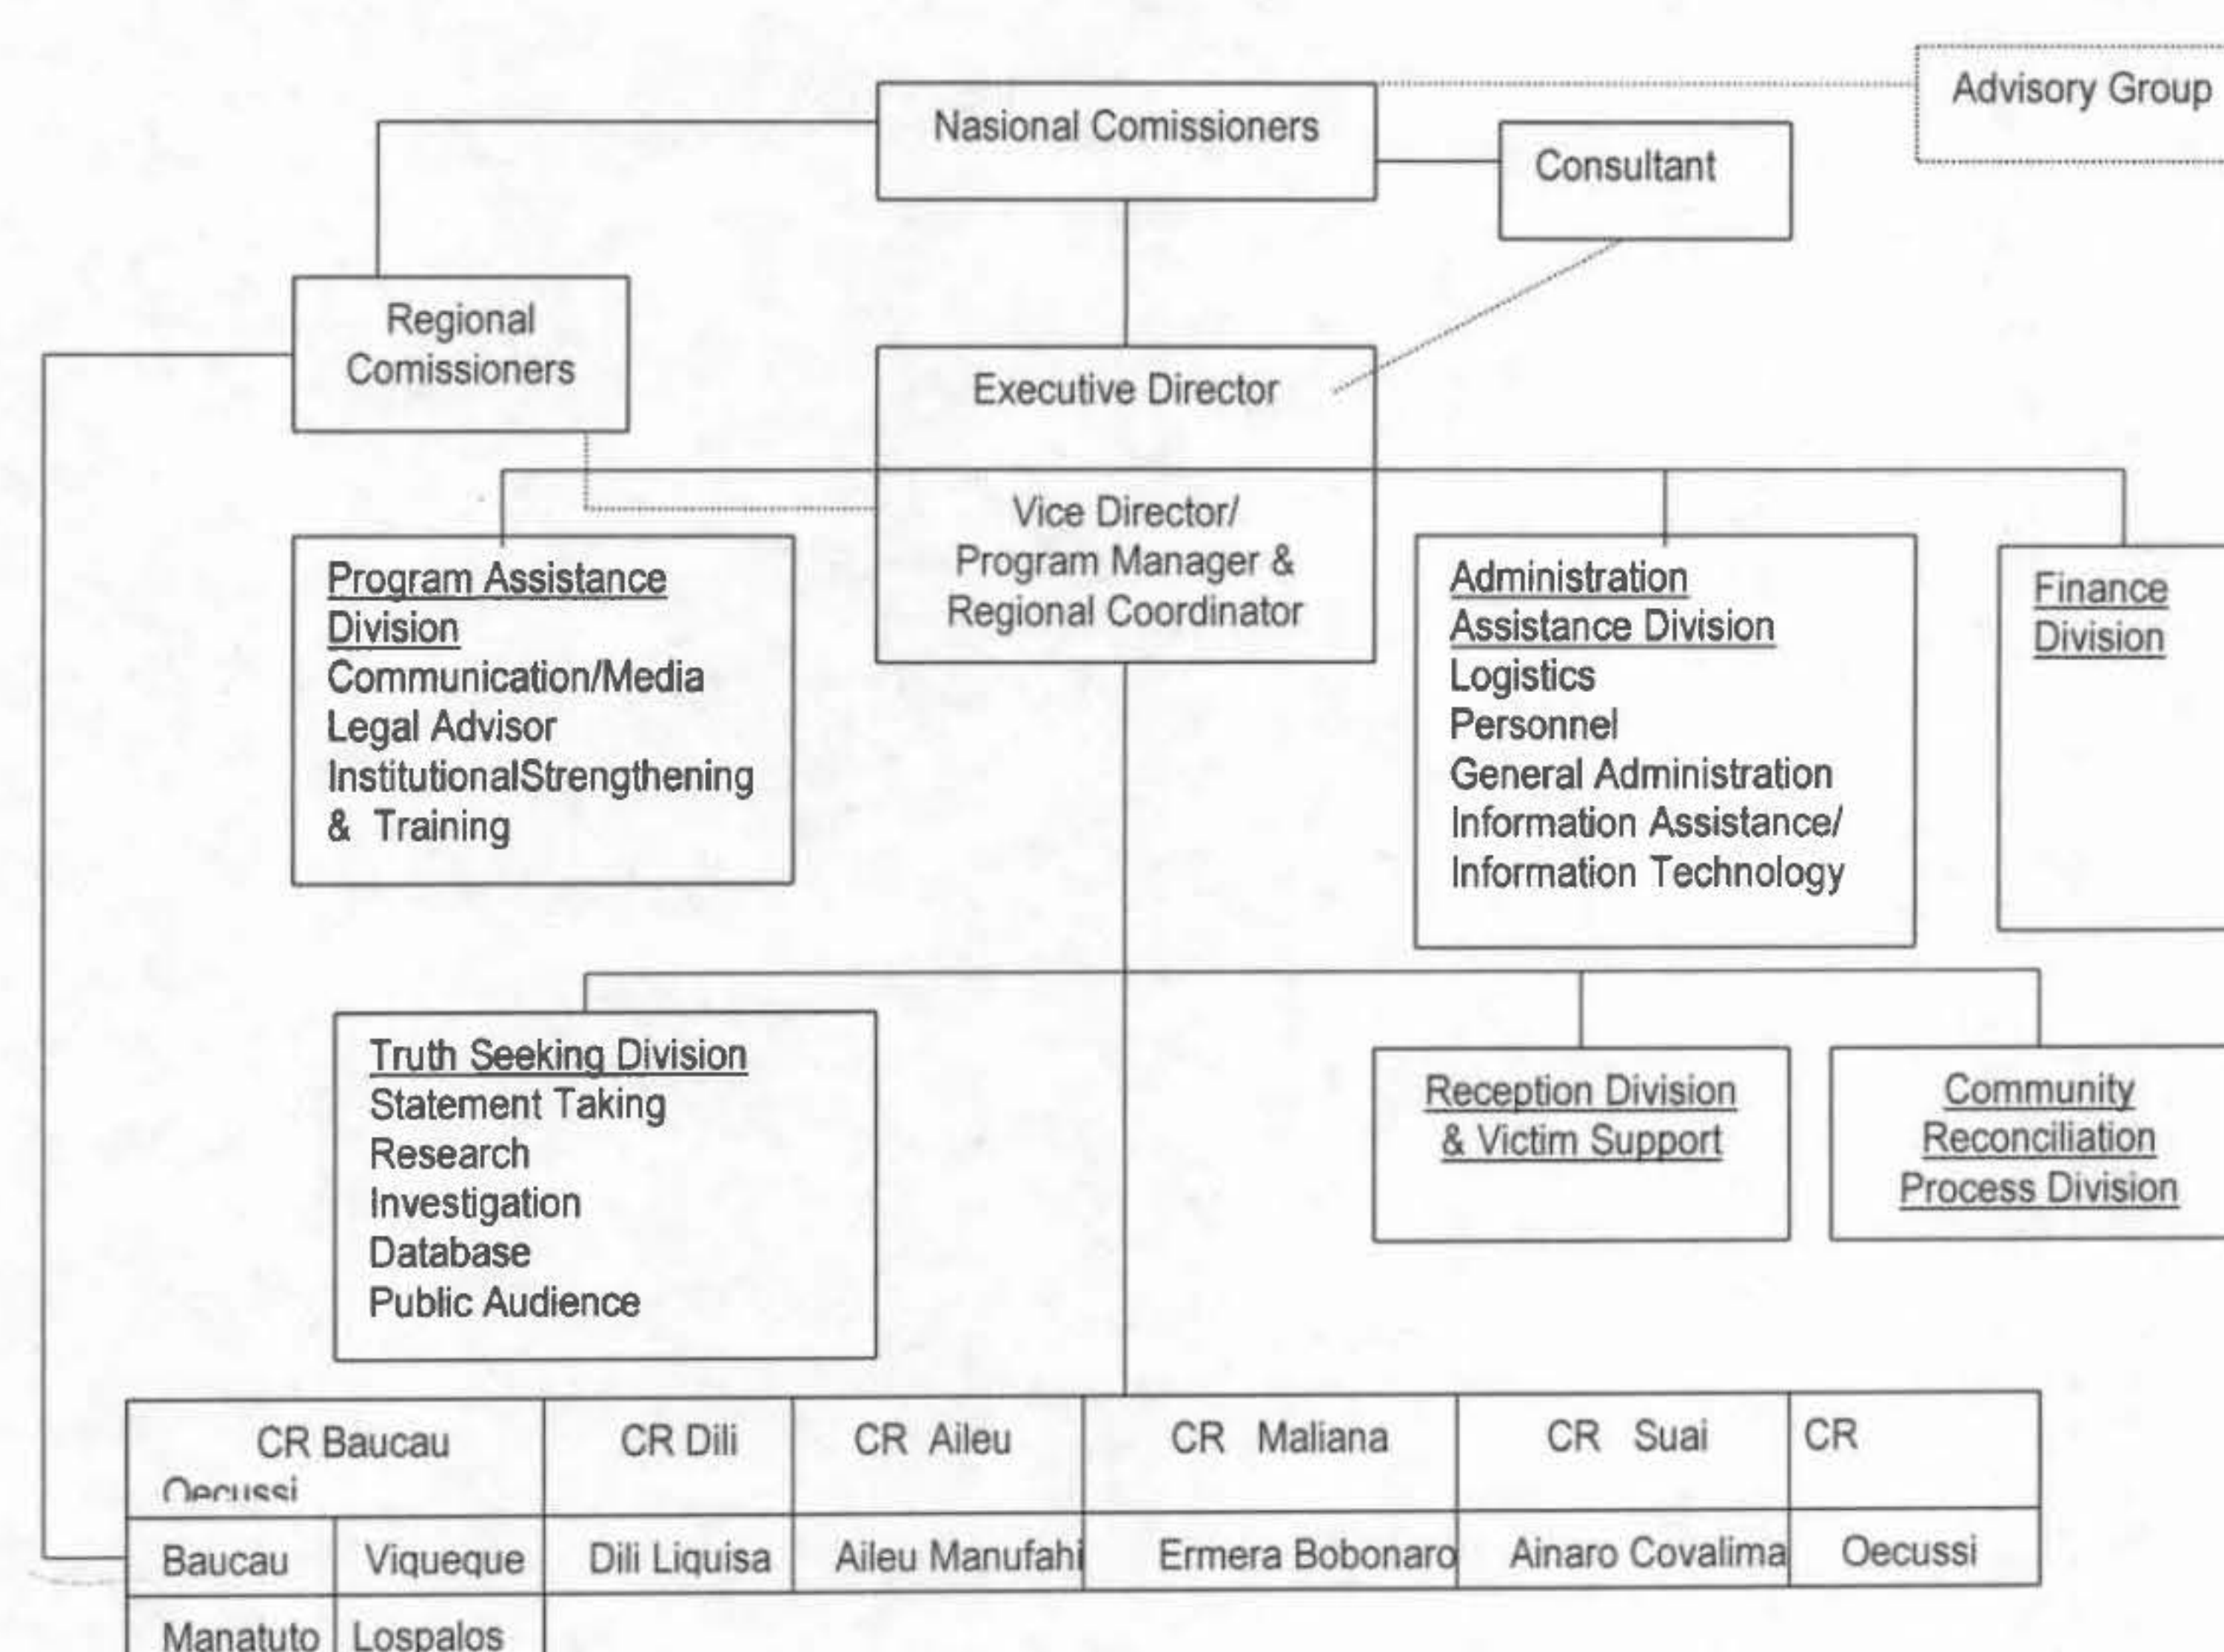 Advisory Group
Nasional Comissioners
Consultant
Regional
Comissioners
Executive Director
Vice Director/
Program Manager &
Regional Coordinator
Program Assistance
Division
Communication/Media
Legal Advisor
InstitutionalStrengthening
& Training
Administration
Assistance Division
Logistics
Personnel
General Administration
Information Assistance/
Information Technology
Finance
Division
Truth Seeking Division
Statement Taking
Research
Investigation
Database
Public Audience
Reception Division
& Victim Support
Community
Reconciliation
Process Division
CR Baucau
Oecussi
CR Dili
CR Aileu
CR Maliana
CR Suai
CR
Baucau
Viqueque
Dili Liquisa
Aileu Manufahi
Ermera Bobonaro
Ainaro Covalima
Oecussi
Manatuto
Lospalos